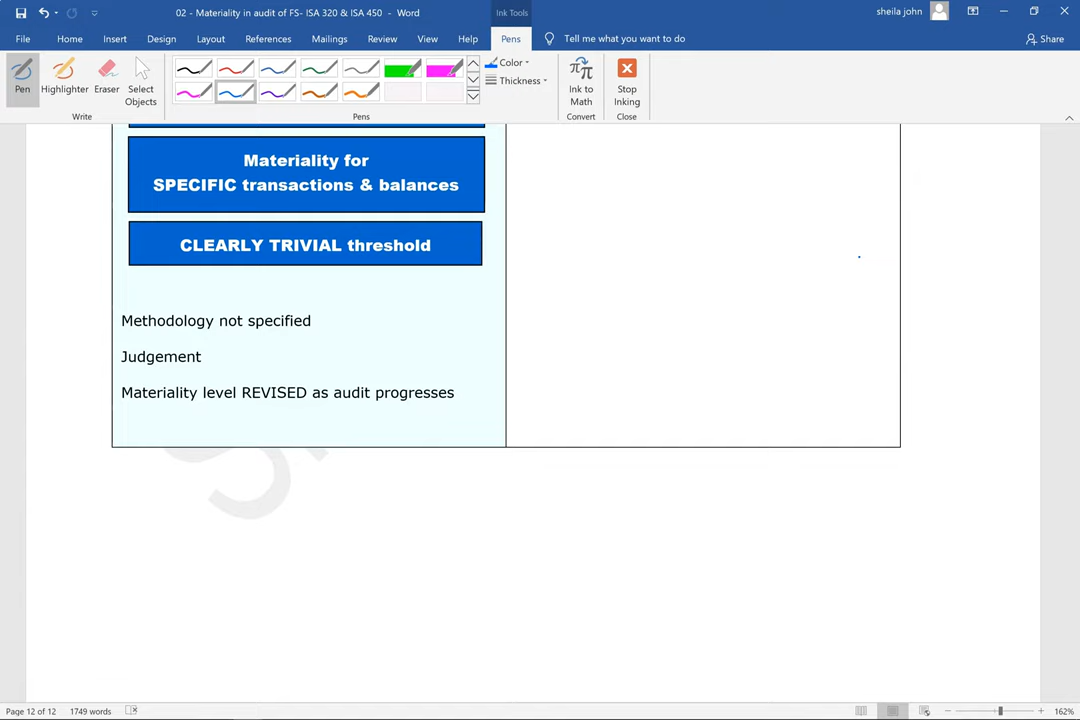 02 - Materiality in audit of FS- ISA 320 & ISA 450 - Word
Ink Tools
sheila john
File Home Insert Design Layout References Mailings Review View Help Pens Tell me what you want to do Share
Pen Highlighter Eraser Select Objects
Write
Pens
Color
Thickness
Ink to Math
Convert
Stop Inking
Close
Materiality for
SPECIFIC transactions & balances
CLEARLY TRIVIAL threshold
Methodology not specified
Judgement
Materiality level REVISED as audit progresses
Page 12 of 12 1749 words 162%